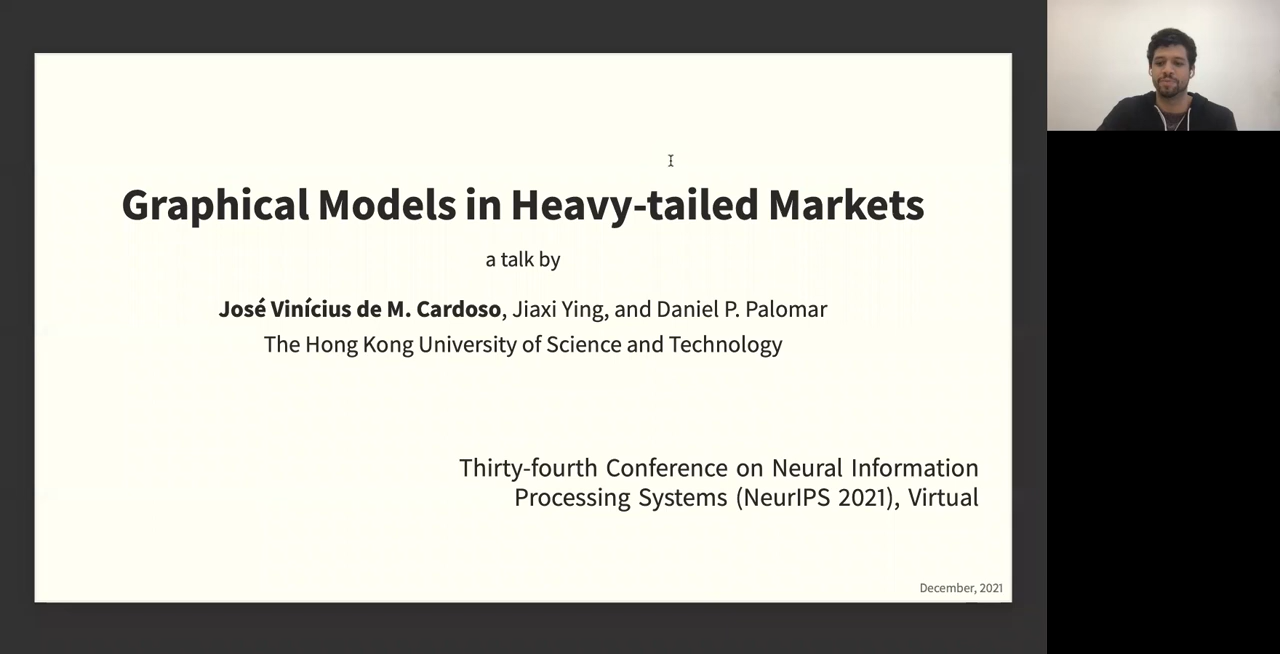 Graphical Models in Heavy-tailed Markets
a talk by
José Vinícius de M. Cardoso, Jiaxi Ying, and Daniel P. Palomar
The Hong Kong University of Science and Technology
Thirty-fourth Conference on Neural Information
Processing Systems (NeurIPS 2021), Virtual
December, 2021